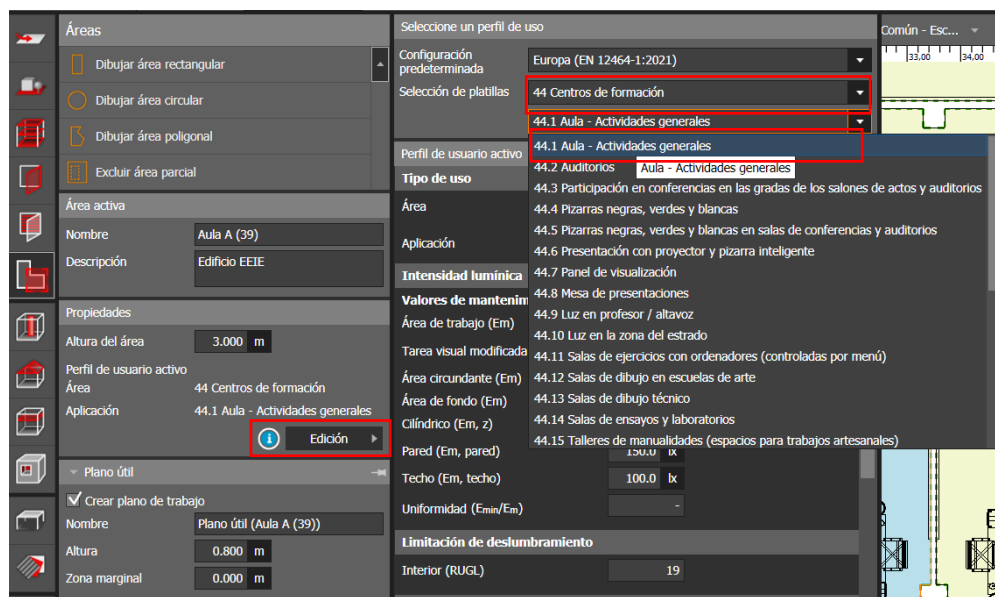 Áreas
Dibujar área rectangular
Dibujar área circular
Dibujar área poligonal
Excluir área parcial
Área activa
Nombre Aula A (39)
Descripción Edificio EEIE
Propiedades
Altura del área 3.000 m
Perfil de usuario activo
Área 44 Centros de formación
Aplicación 44.1 Aula - Actividades generales
Edición
Plano útil
Crear plano de trabajo
Nombre Plano útil (Aula A (39))
Altura 0.800 m
Zona marginal 0.000 m
Seleccione un perfil de uso
Configuración
predeterminada Europa (EN 12464-1:2021)
Selección de platillas 44 Centros de formación
44.1 Aula - Actividades generales
44.1 Aula - Actividades generales
44.2 Auditorios Aula - Actividades generales
44.3 Participación en conferencias en las gradas de los salones de actos y auditorios
44.4 Pizarras negras, verdes y blancas
44.5 Pizarras negras, verdes y blancas en salas de conferencias y auditorios
44.6 Presentación con proyector y pizarra inteligente
44.7 Panel de visualización
44.8 Mesa de presentaciones
44.9 Luz en profesor / altavoz
44.10 Luz en la zona del estrado
44.11 Salas de ejercicios con ordenadores (controladas por menú)
44.12 Salas de dibujo en escuelas de arte
44.13 Salas de dibujo técnico
44.14 Salas de ensayos y laboratorios
44.15 Talleres de manualidades (espacios para trabajos artesanales)
Perfil de usuario activo
Tipo de uso
Área
Aplicación
Intensidad lumínica
Valores de mantenim
Área de trabajo (Em)
Tarea visual modificada
Área circundante (Em)
Área de fondo (Em)
Cilíndrico (Em, z)
Pared (Em, pared) 150.0 lx
Techo (Em, techo) 100.0 lx
Uniformidad (Emin/Em) -
Limitación de deslumbramiento
Interior (RUGL) 19
Común - Esc...
33,00 34,00